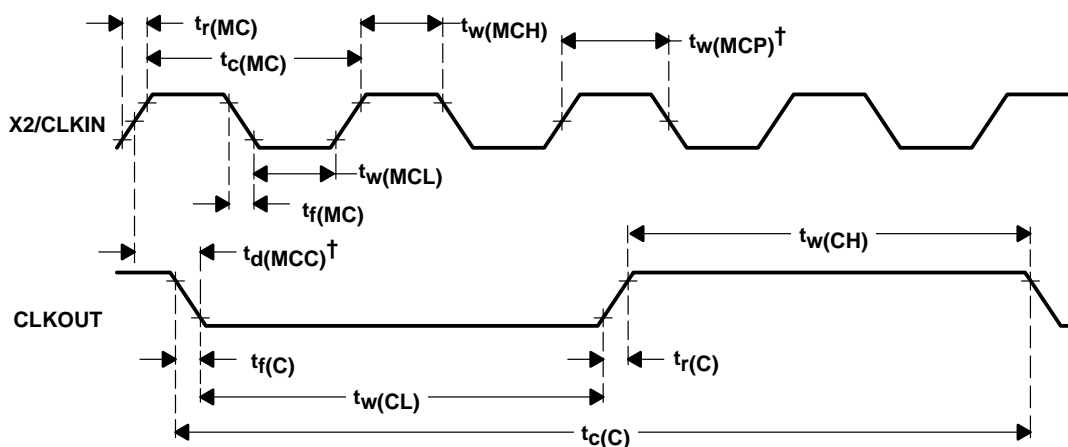 tr(MC)
tw(MCH)
tw(MCP)†
tc(MC)
X2/CLKIN
tw(MCL)
tf(MC)
tw(CH)
td(MCC)†
CLKOUT
tf(C)
tr(C)
tw(CL)
tc(C)